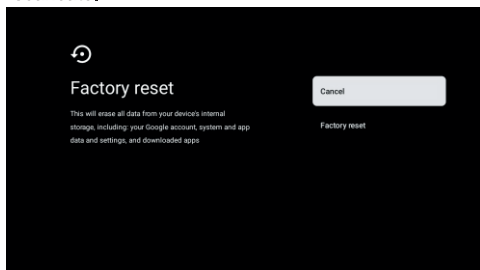 Factory reset
This will erase all data from your device's internal
storage, including: your Google account, system and app
data and settings, and downloaded apps
Cancel
Factory reset